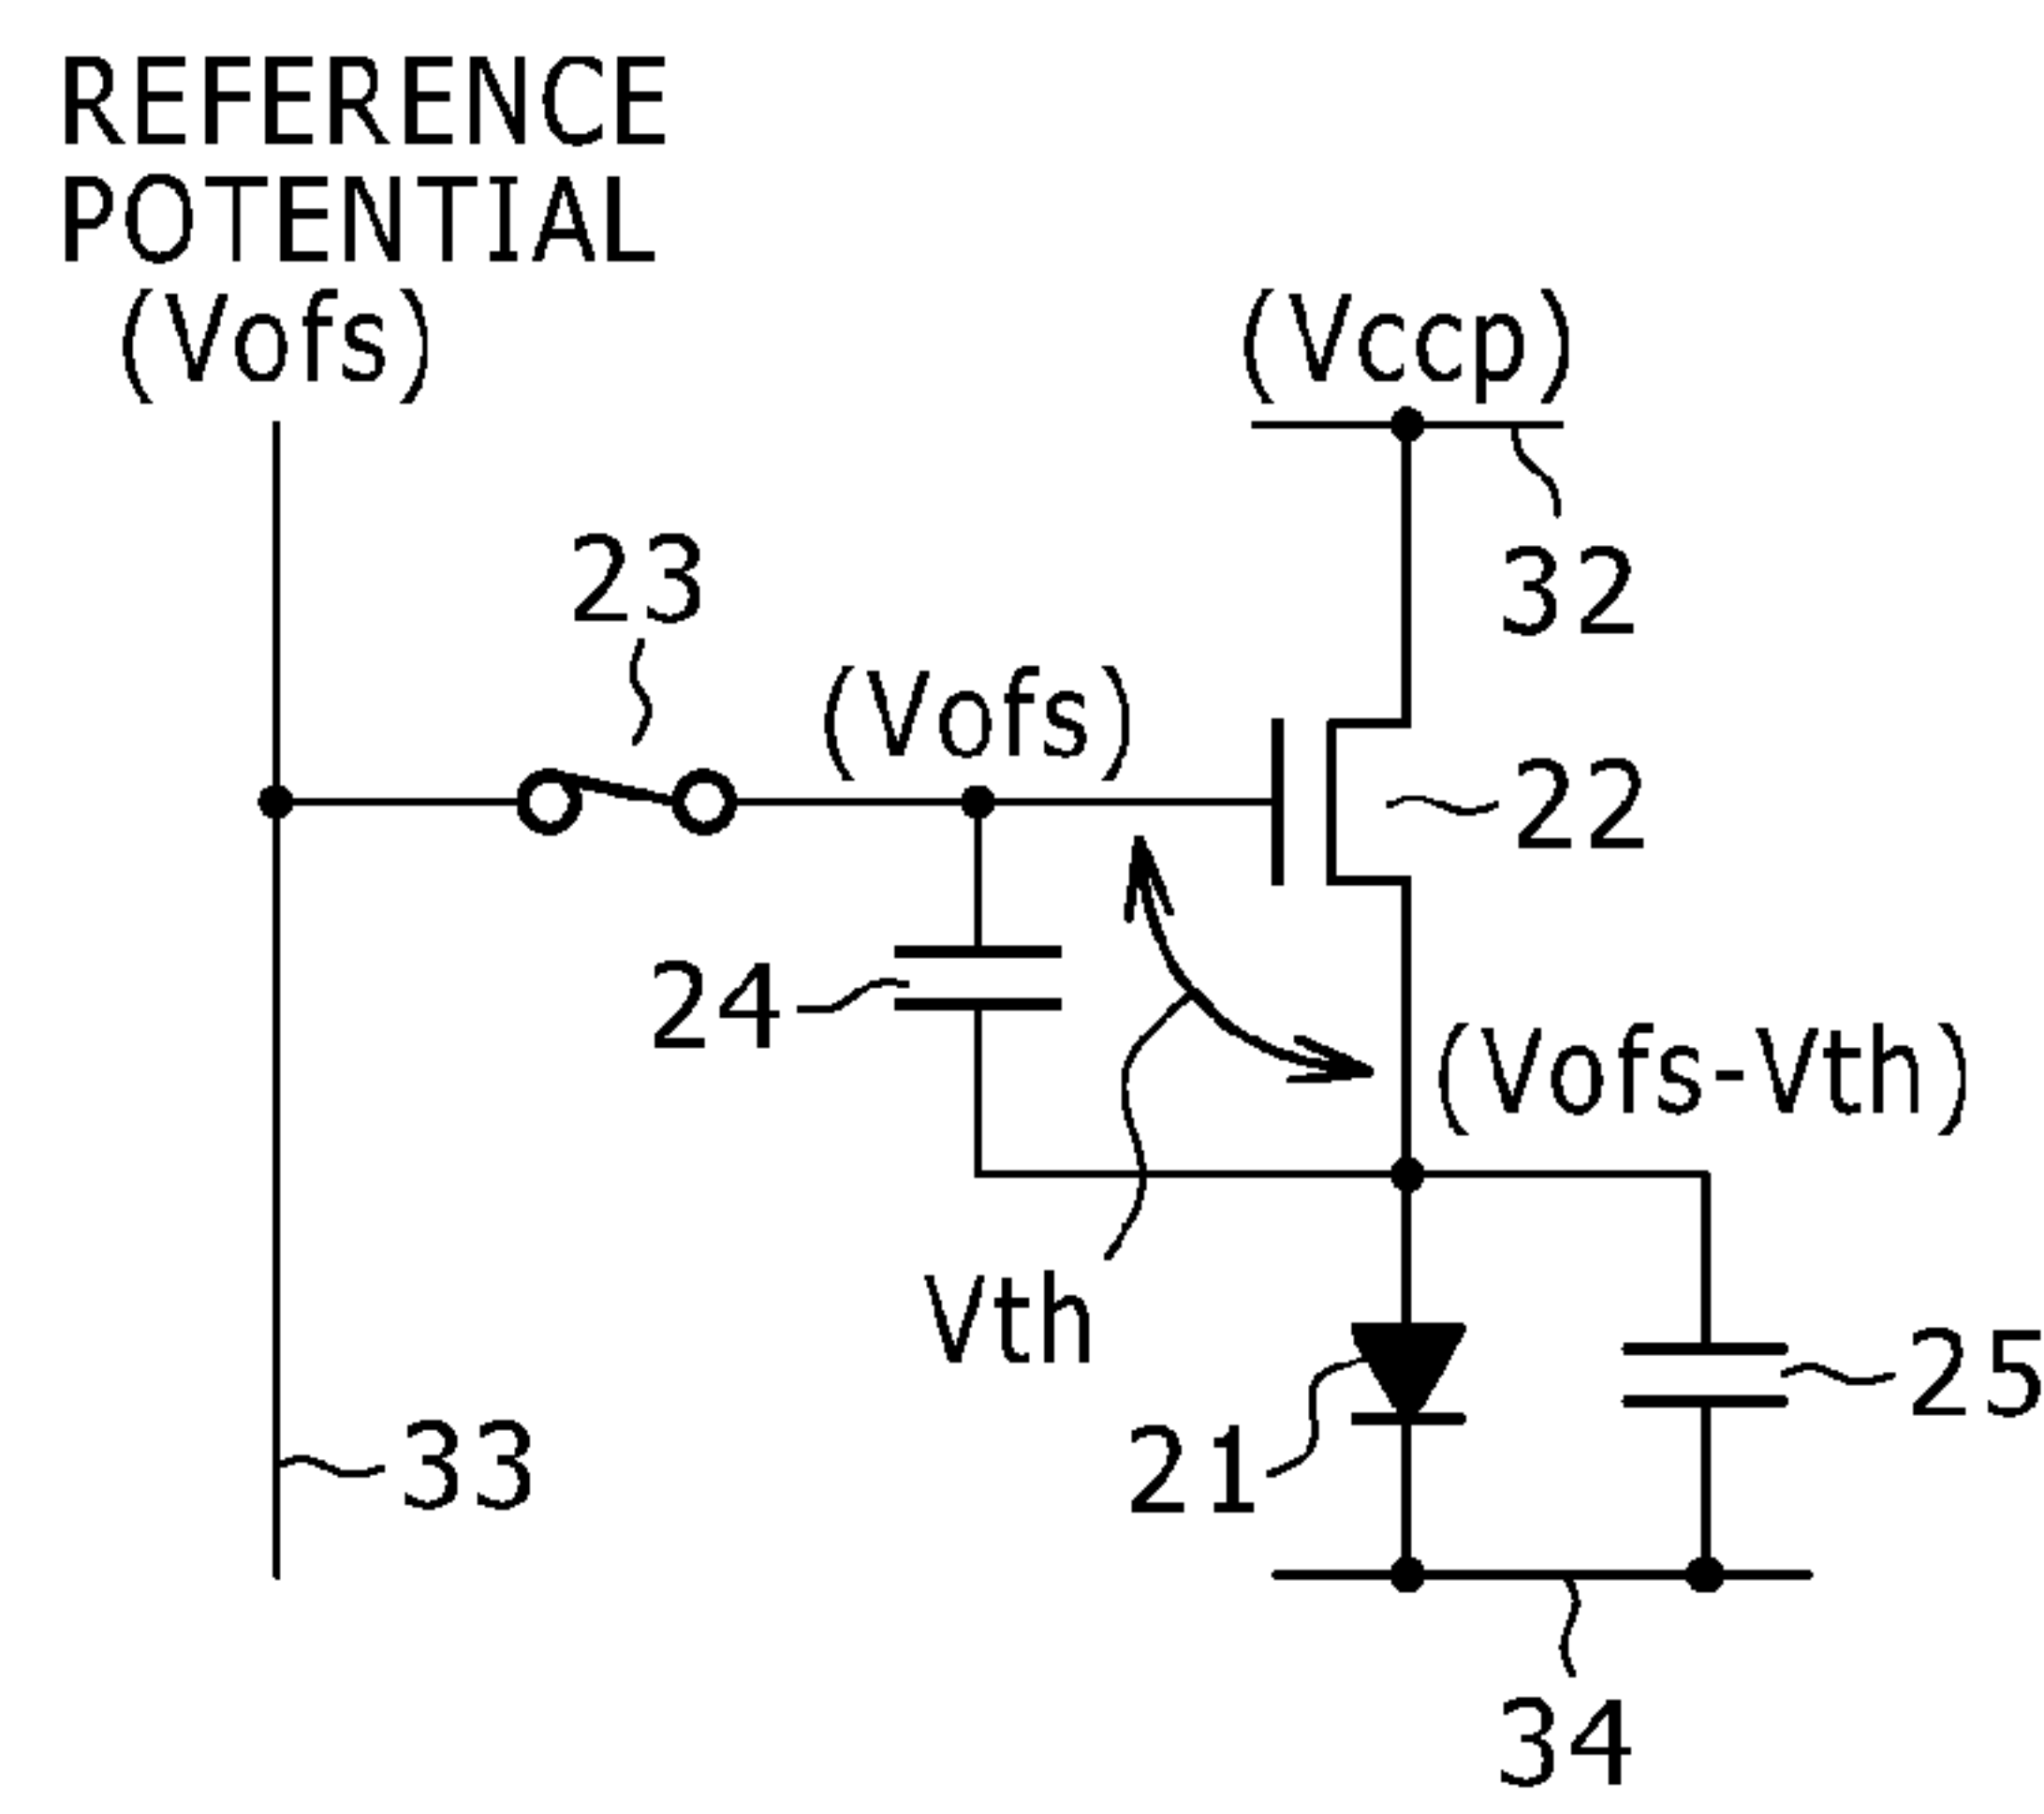 REFERENCE
POTENTIAL
(Vofs)
(Vccp)
32
23
(Vofs)
22
24
(Vofs-Vth)
Vth
25
21
33
34